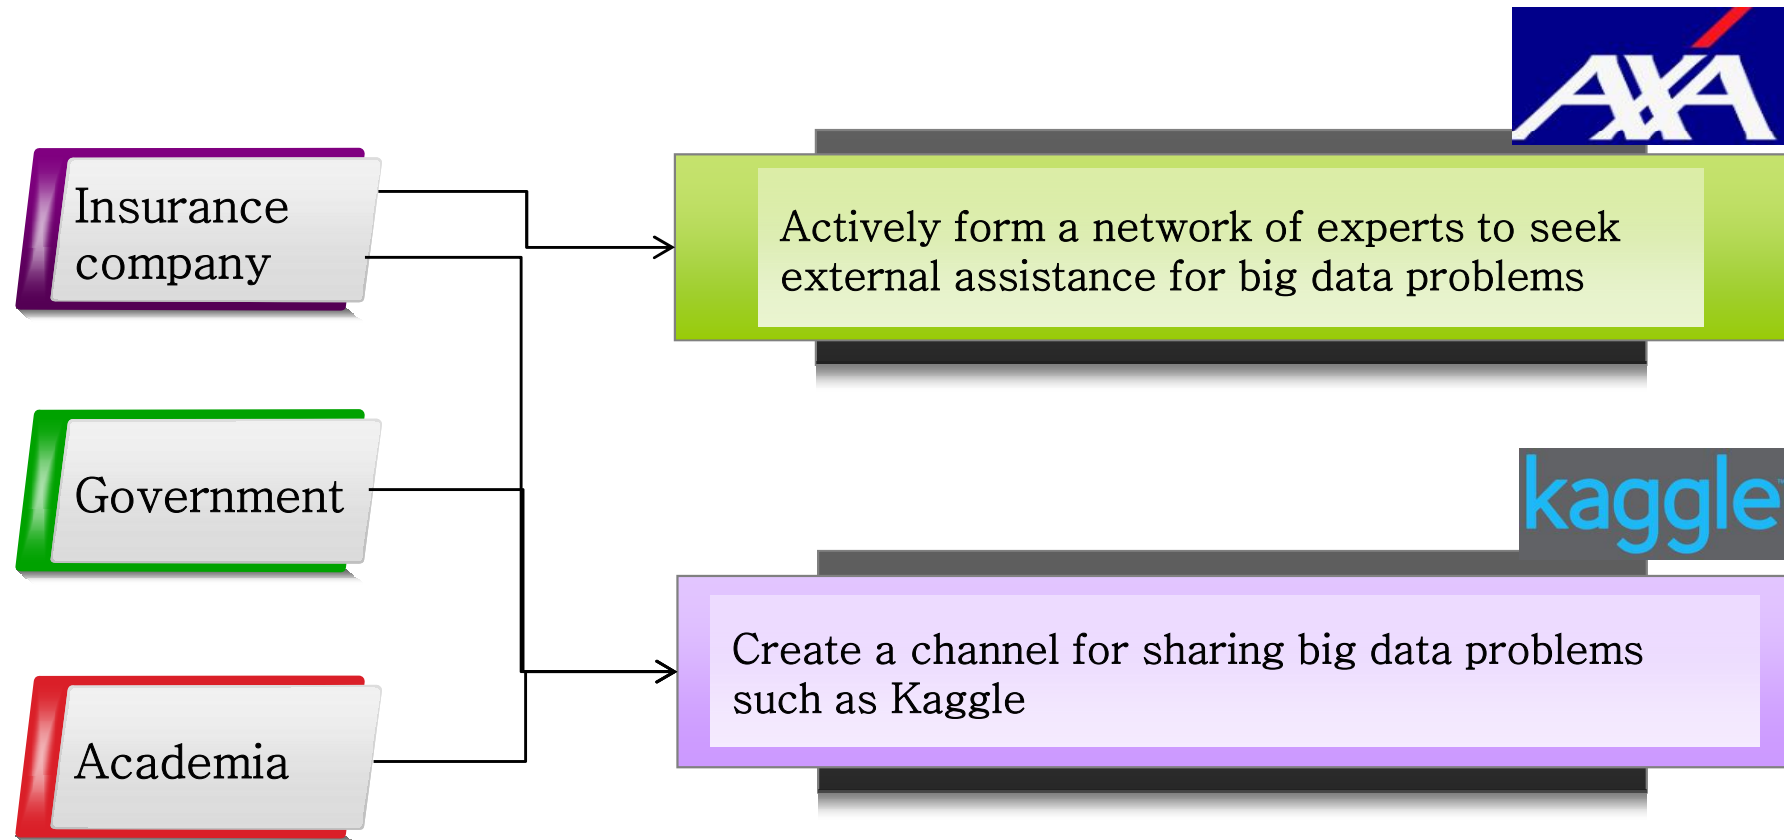 AXA
Insurance
company
Actively form a network of experts to seek
external assistance for big data problems
Government
kaggle
Create a channel for sharing big data problems
such as Kaggle
Academia